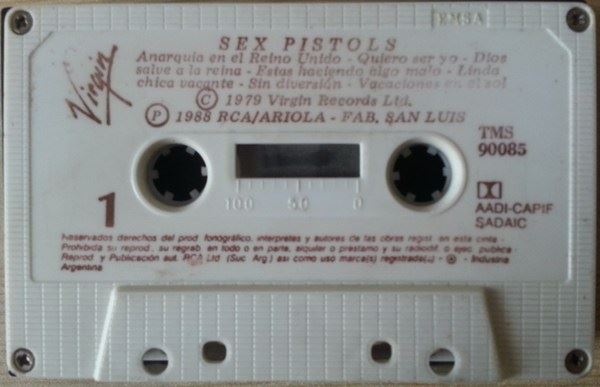 EMSA
SEX PISTOLS
Virgin
Anarquia en el Reino Unido - Quiero ser yo - Dios
salve a la reina - Estas haciendo algo malo - Linda
chica vacante - Sin diversión - Vacaciones en el sol
© 1979 Virgin Records Ltd.
Ⓟ 1988 RCA/ARIOLA - FAB. SAN LUIS
TMS
90085
1
100 50 0
AADI-CAPIF
SADAIC
Reservados derechos del prod. fonográfico, interpretes y autores de las obras regist. en esta cinta -
Prohibida su reprod., su regrab. en todo o en parte, alquiler o prestamo y su radiodif. o ejec. publica -
Reprod. y Publicación aut. RCA Ltd (Suc Arg.) asi como uso marca(s) registrada(s) - Industria
Argentina